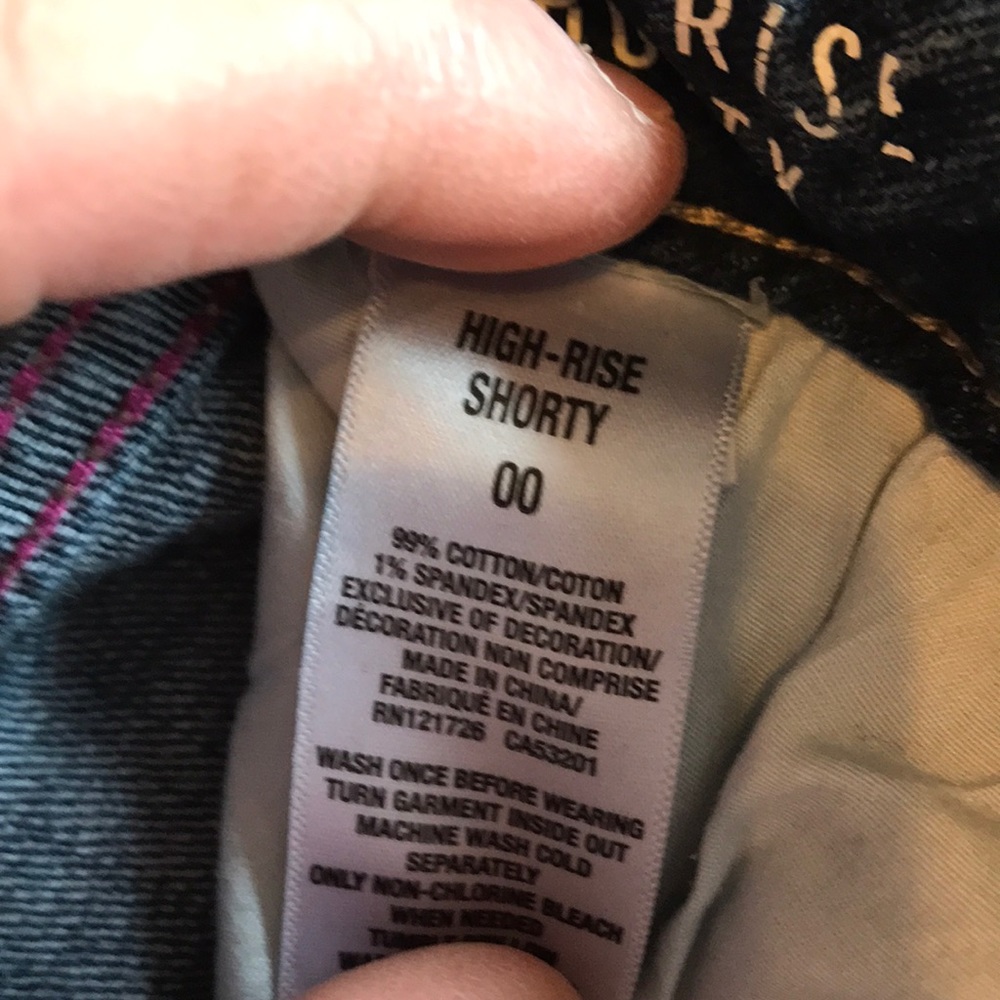 RISE
HIGH-RISE
SHORTY
00
99% COTTON/COTON
1% SPANDEX/SPANDEX
EXCLUSIVE OF DECORATION/
DÉCORATION NON COMPRISE
MADE IN CHINA/
FABRIQUÉ EN CHINE
RN121726 CA53201
WASH ONCE BEFORE WEARING
TURN GARMENT INSIDE OUT
MACHINE WASH COLD
SEPARATELY
ONLY NON-CHLORINE BLEACH
WHEN NEEDED